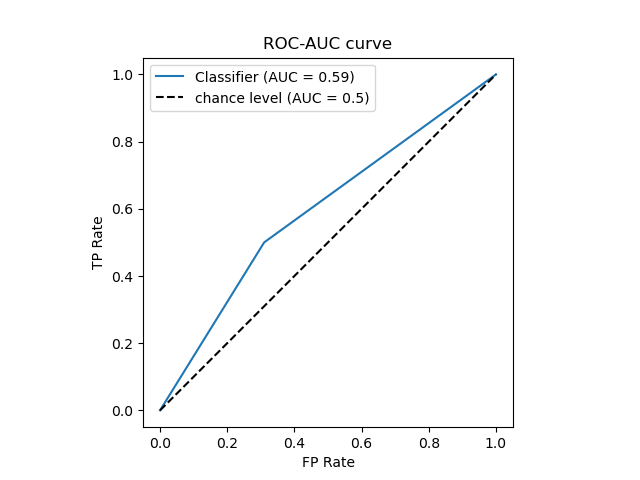 ROC-AUC curve
Classifier (AUC = 0.59)
chance level (AUC = 0.5)
1.0
0.8
0.6
0.4
0.2
0.0
TP Rate
0.0 0.2 0.4 0.6 0.8 1.0
FP Rate